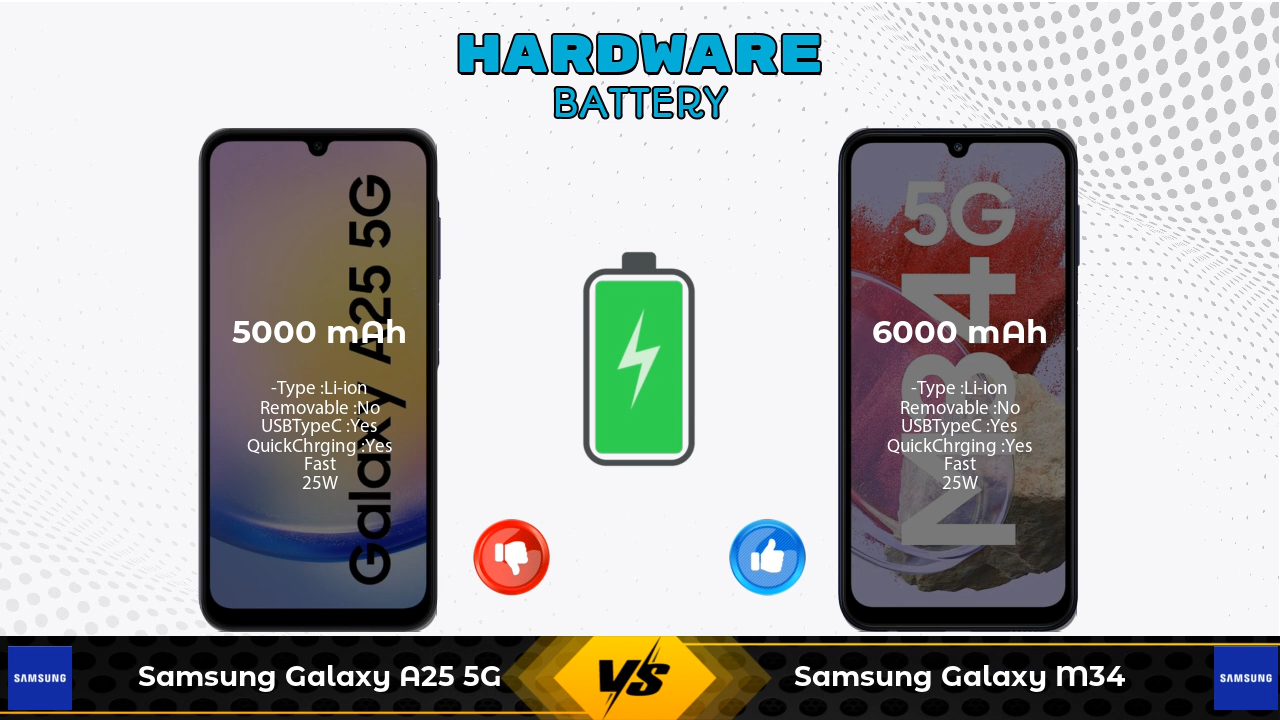 HARDWARE
BATTERY
Galaxy A25 5G
5000 mAh
-Type :Li-ion
Removable :No
USBTypeC :Yes
QuickChrging :Yes
Fast
25W
5G
M34
6000 mAh
-Type :Li-ion
Removable :No
USBTypeC :Yes
QuickChrging :Yes
Fast
25W
SAMSUNG
Samsung Galaxy A25 5G
VS
Samsung Galaxy M34
SAMSUNG